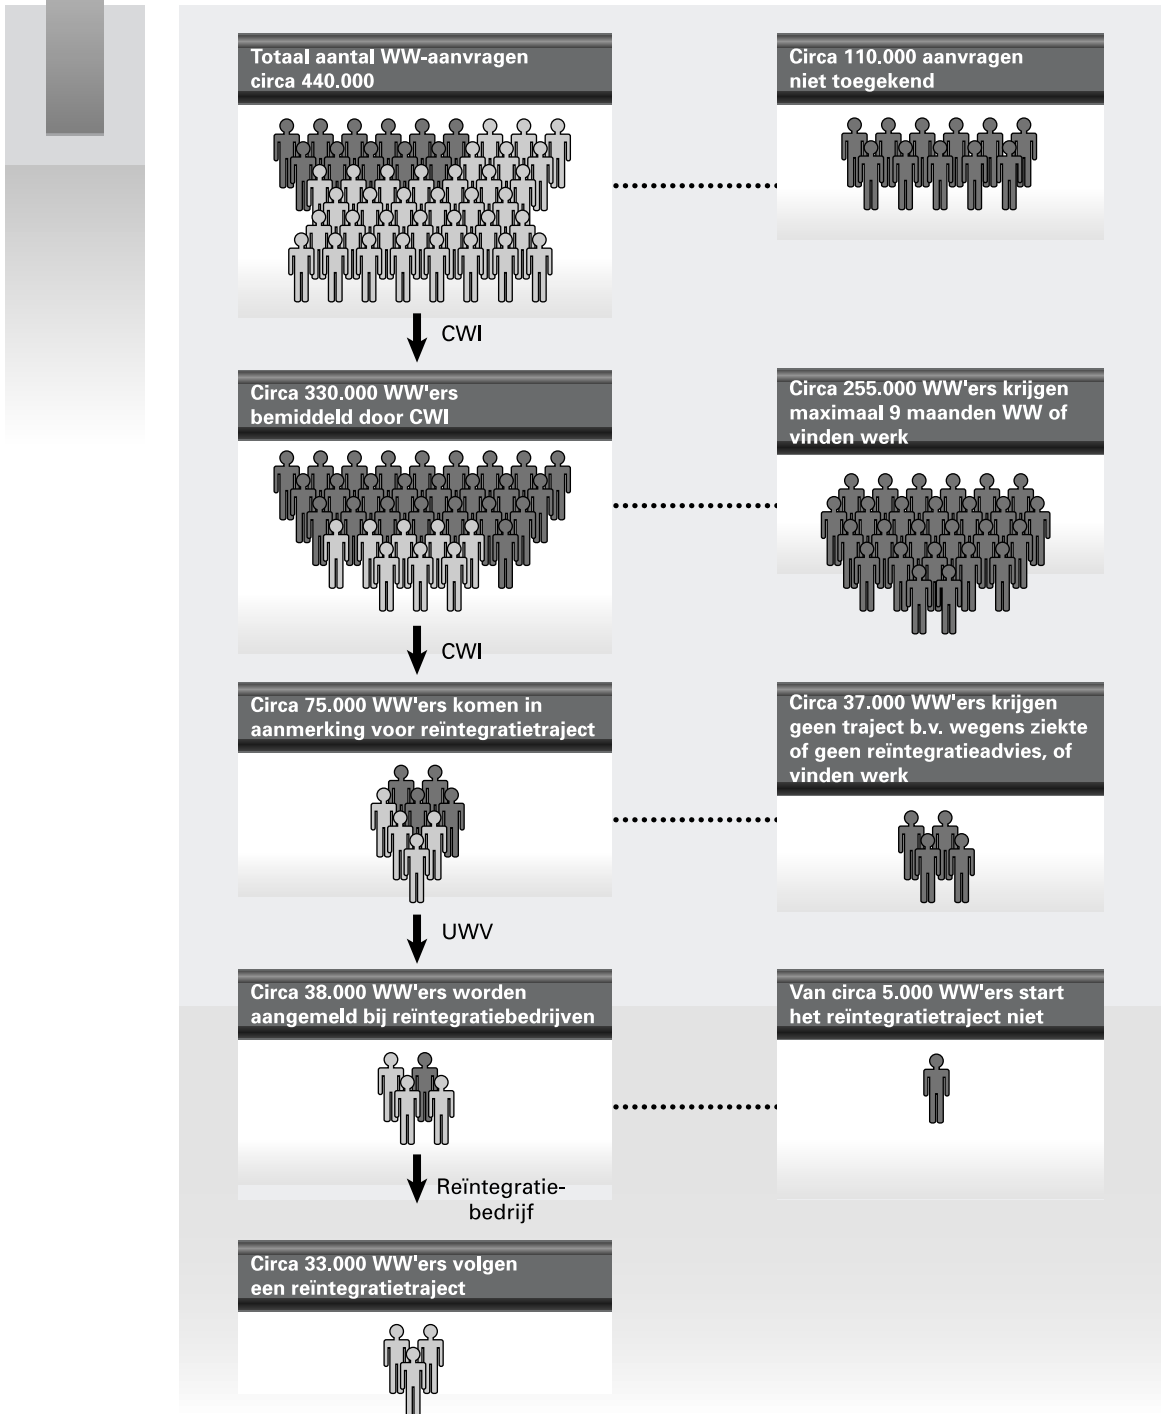 Totaal aantal WW-aanvragen
circa 440.000
Circa 110.000 aanvragen
niet toegekend
CWI
Circa 330.000 WW'ers
bemiddeld door CWI
Circa 255.000 WW'ers krijgen
maximaal 9 maanden WW of
vinden werk
CWI
Circa 75.000 WW'ers komen in
aanmerking voor reïntegratietraject
Circa 37.000 WW'ers krijgen
geen traject b.v. wegens ziekte
of geen reïntegratieadvies, of
vinden werk
UWV
Circa 38.000 WW'ers worden
aangemeld bij reïntegratiebedrijven
Van circa 5.000 WW'ers start
het reïntegratietraject niet
Reïntegratie-
bedrijf
Circa 33.000 WW'ers volgen
een reïntegratietraject